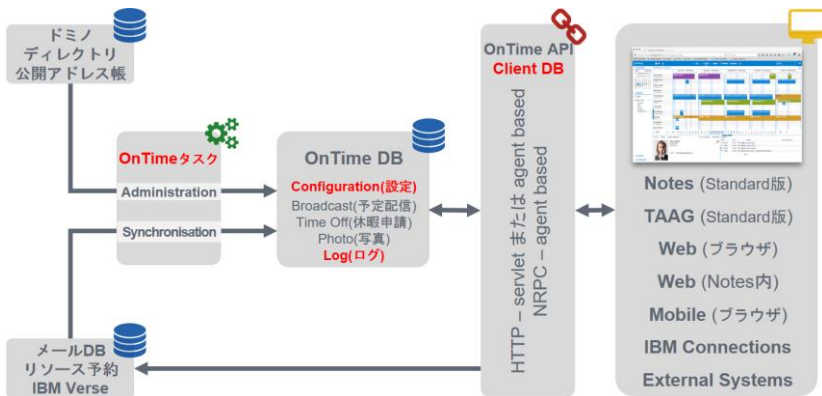 ドミノ
ディレクトリ
公開アドレス帳
OnTimeタスク
Administration
Synchronisation
OnTime DB
Configuration(設定)
Broadcast(予定配信)
Time Off(休暇申請)
Photo(写真)
Log(ログ)
メールDB
リソース予約
IBM Verse
OnTime API
Client DB
HTTP – servlet または agent based
NRPC – agent based
Notes (Standard版)
TAAG (Standard版)
Web (ブラウザ)
Web (Notes内)
Mobile (ブラウザ)
IBM Connections
External Systems